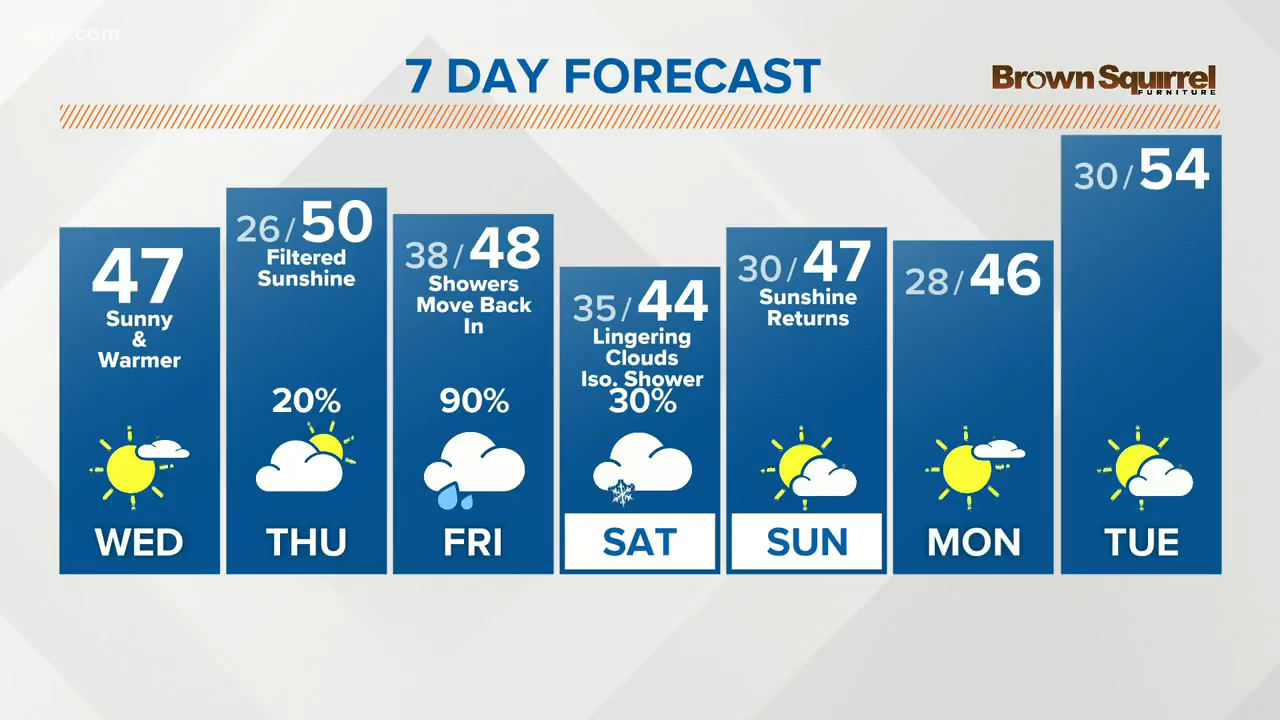 wbir.com
7 DAY FORECAST
Brown Squirrel
FURNITURE
47
Sunny
&
Warmer
WED
26/50
Filtered
Sunshine
20%
THU
38/48
Showers
Move Back
In
90%
FRI
35/44
Lingering
Clouds
Iso. Shower
30%
SAT
30/47
Sunshine
Returns
SUN
28/46
MON
30/54
TUE